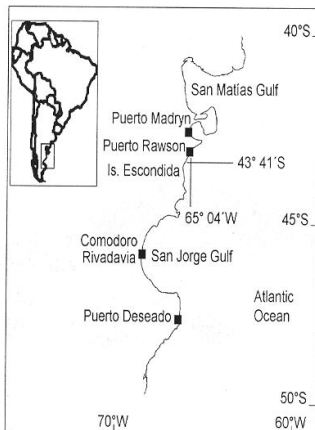 40°S
San Matías Gulf
Puerto Madryn
Puerto Rawson
Is. Escondida
43° 41´S
65° 04´W
45°S
Comodoro
Rivadavia
San Jorge Gulf
Puerto Deseado
Atlantic
Ocean
50°S
70°W
60°W